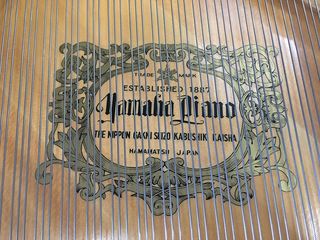 TRADE MARK
ESTABLISHED 1887
Yamaha Piano
THE NIPPON GAKKI SEIZO KABUSHIKI KAISHA
HAMAMATSU JAPAN